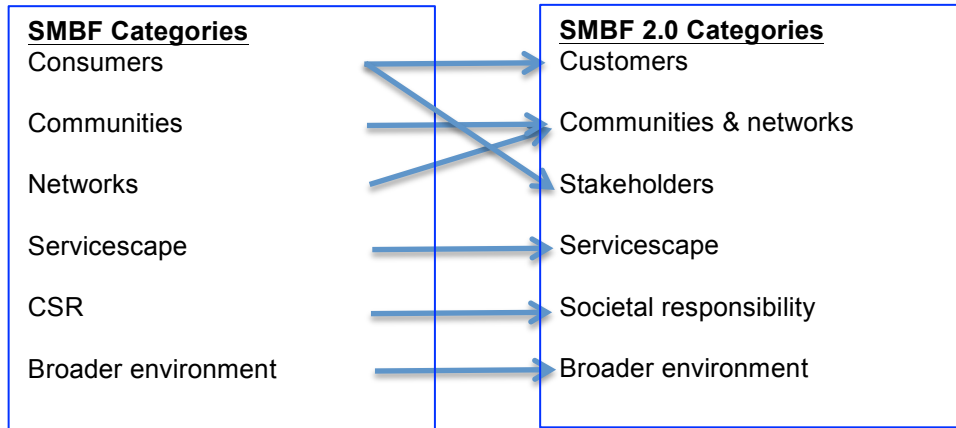 SMBF Categories
Consumers
Communities
Networks
Servicescape
CSR
Broader environment
SMBF 2.0 Categories
Customers
Communities & networks
Stakeholders
Servicescape
Societal responsibility
Broader environment